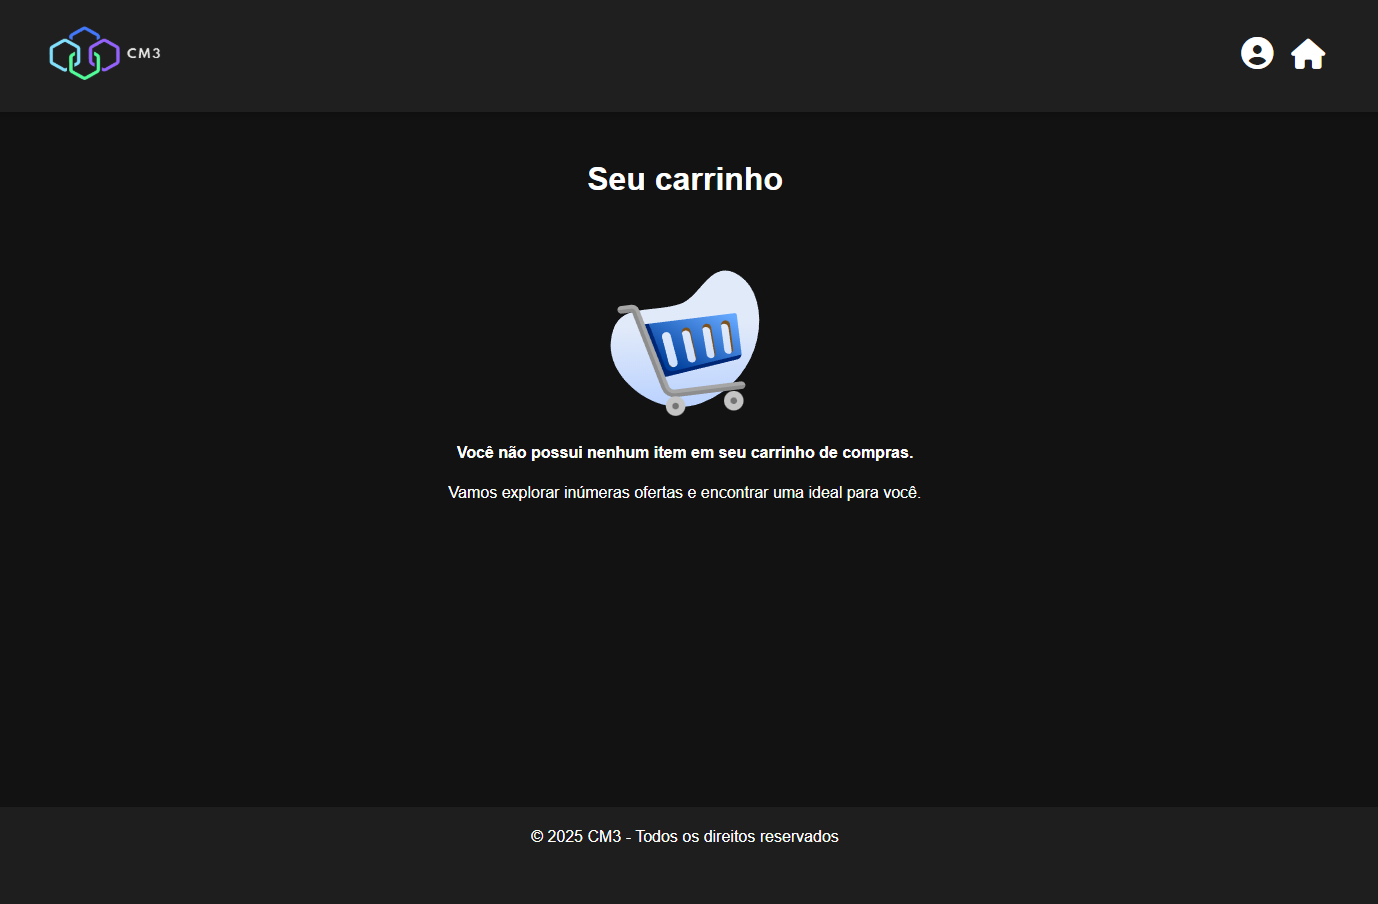 CM3
Seu carrinho
Você não possui nenhum item em seu carrinho de compras.
Vamos explorar inúmeras ofertas e encontrar uma ideal para você.
© 2025 CM3 - Todos os direitos reservados